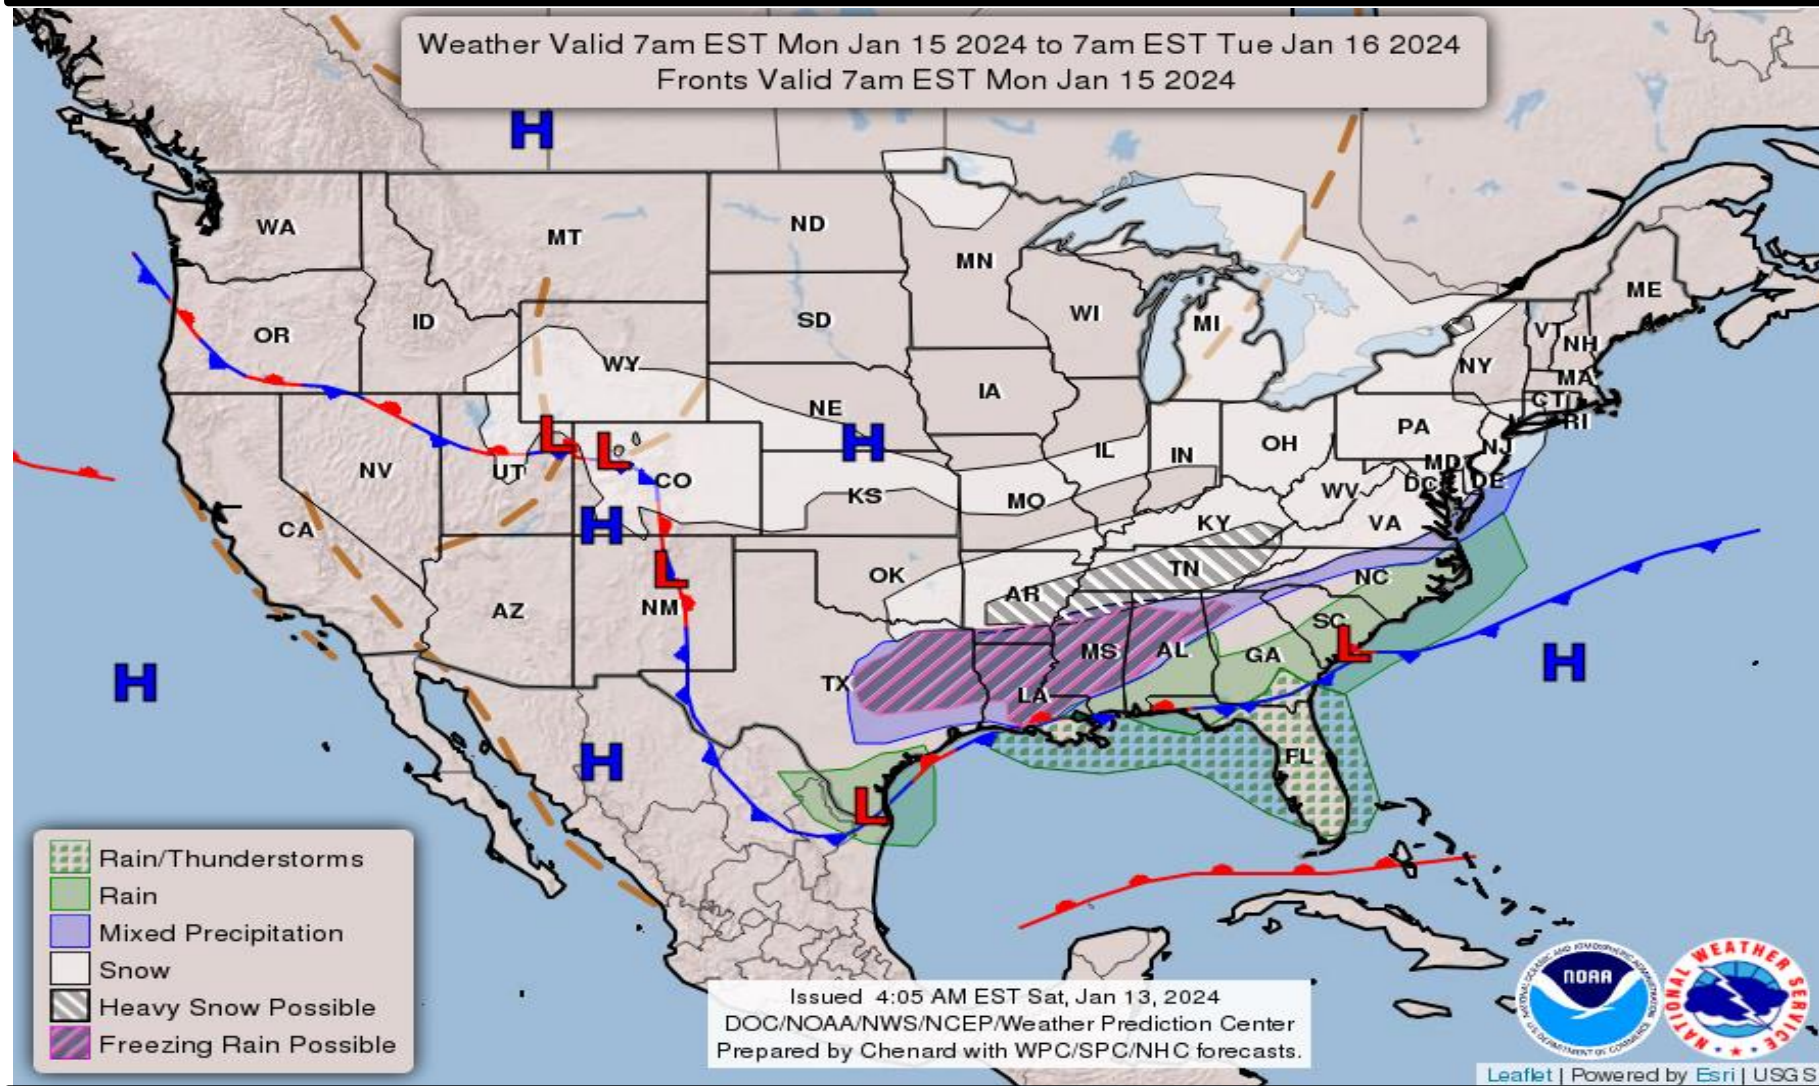 Weather Valid 7am EST Mon Jan 15 2024 to 7am EST Tue Jan 16 2024
Fronts Valid 7am EST Mon Jan 15 2024
H
WA
MT
ND
MN
ME
OR
ID
SD
WI
MI
VT
NH
WY
NY
MA
IA
NE
CT
RI
PA
L
L
H
IL
IN
OH
NJ
MD
NV
UT
CO
KS
MO
WV
DC
DE
CA
H
KY
VA
L
OK
TN
NC
AZ
NM
AR
SC
L
H
TX
MS
AL
GA
H
LA
H
FL
L
Rain/Thunderstorms
Rain
Mixed Precipitation
Snow
Heavy Snow Possible
Freezing Rain Possible
Issued 4:05 AM EST Sat, Jan 13, 2024
DOC/NOAA/NWS/NCEP/Weather Prediction Center
Prepared by Chenard with WPC/SPC/NHC forecasts.
NOAA
NATIONAL WEATHER SERVICE
Leaflet | Powered by Esri | USGS